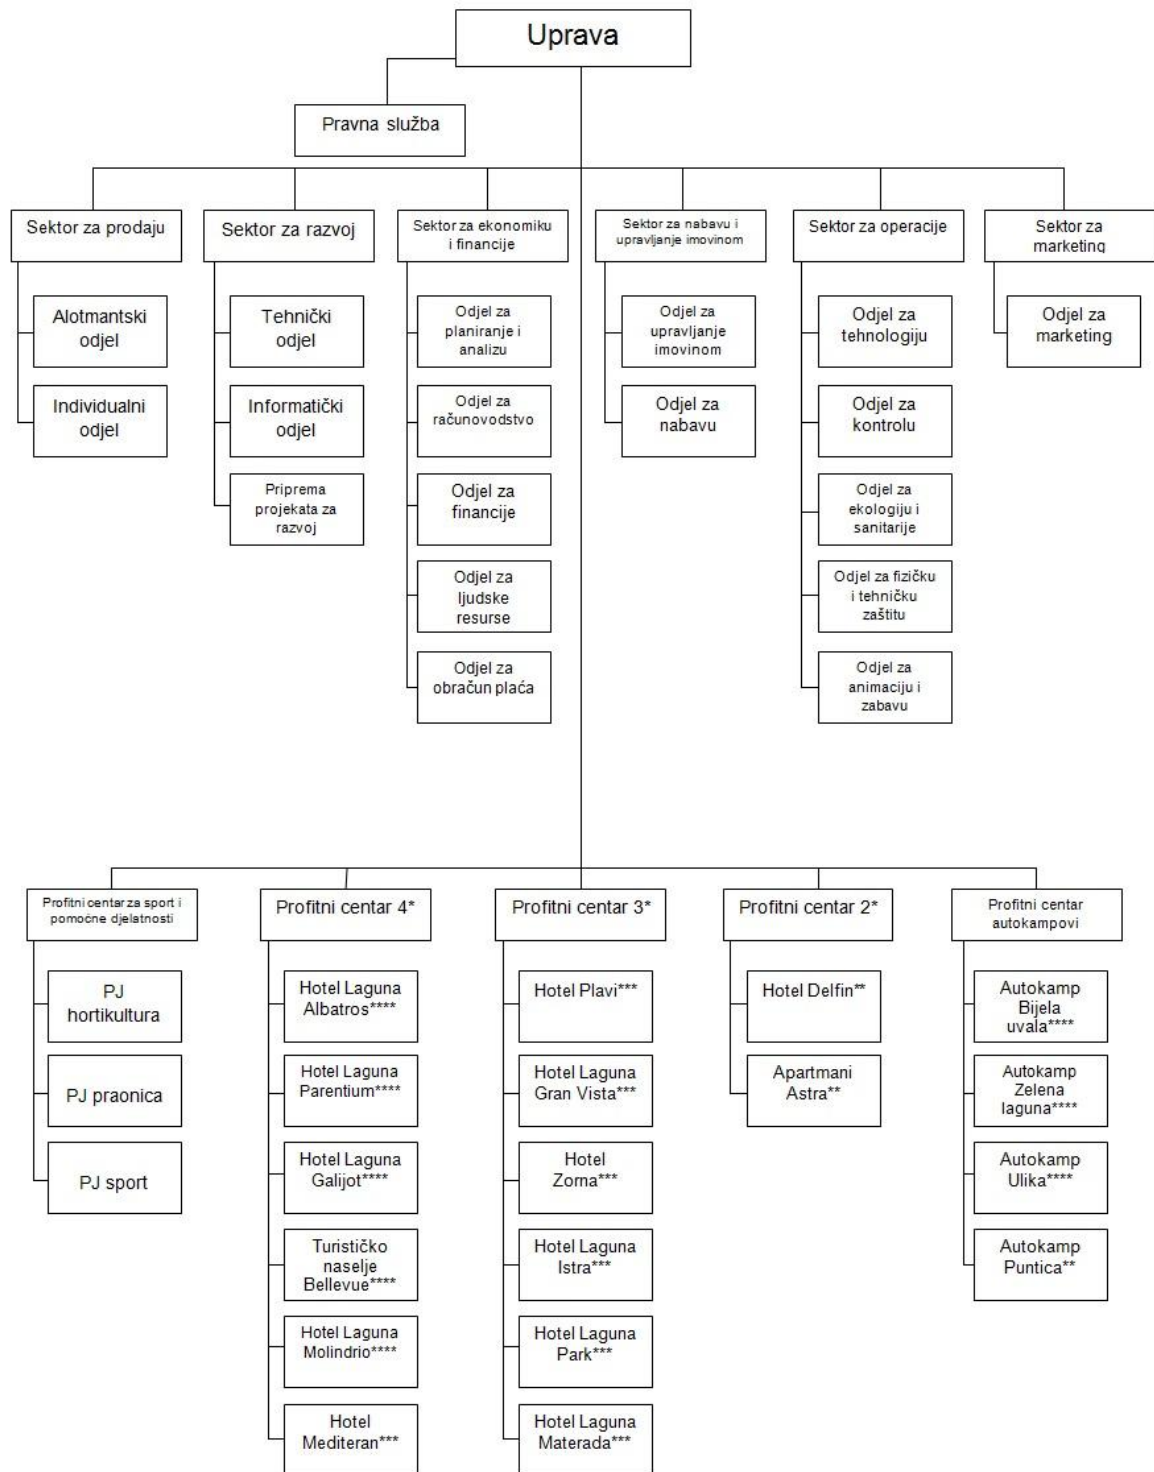 Uprava
Pravna služba
Sektor za prodaju
Alotmantski
odjel
Individualni
odjel
Sektor za razvoj
Tehnički
odjel
Informatički
odjel
Priprema
projekata za
razvoj
Sektor za ekonomiku
i financije
Odjel za
planiranje i
analizu
Odjel za
računovodstvo
Odjel za
financije
Odjel za
ljudske
resurse
Odjel za
obračun plaća
Sektor za nabavu i
upravljanje imovinom
Odjel za
upravljanje
imovinom
Odjel za
nabavu
Sektor za operacije
Odjel za
tehnologiju
Odjel za
kontrolu
Odjel za
ekologiju i
sanitarije
Odjel za fizičku
i tehničku
zaštitu
Odjel za
animaciju i
zabavu
Sektor za
marketing
Odjel za
marketing
Profitni centar za sport i
pomoćne djelatnosti
PJ
hortikultura
PJ praonica
PJ sport
Profitni centar 4*
Hotel Laguna
Albatros****
Hotel Laguna
Parentium****
Hotel Laguna
Galijot****
Turističko
naselje
Bellevue****
Hotel Laguna
Molindrio****
Hotel
Mediteran***
Profitni centar 3*
Hotel Plavi***
Hotel Laguna
Gran Vista***
Hotel
Zorna***
Hotel Laguna
Istra***
Hotel Laguna
Park***
Hotel Laguna
Materada***
Profitni centar 2*
Hotel Delfin**
Apartmani
Astra**
Profitni centar
autokampovi
Autokamp
Bijela
uvala****
Autokamp
Zelena
laguna****
Autokamp
Ulika****
Autokamp
Puntica**